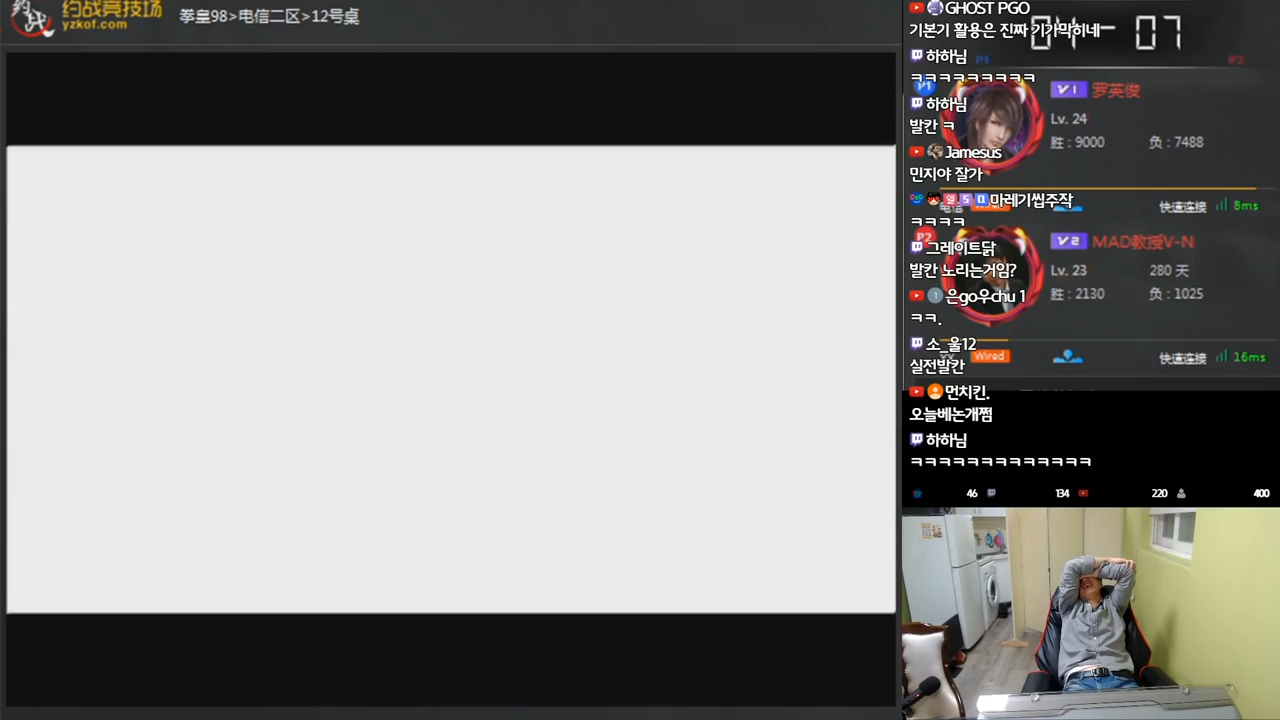 约战竞技场
yzkof.com
拳皇98>电信二区>12号桌
GHOST PGO
기본기 활용은 진짜 기가막히네
04-07
P1
P2
하하님
ㅋㅋㅋㅋㅋㅋㅋㅋㅋ
P1
V1 罗英俊
하하님
발칸 ㅋ
Lv. 24
胜 : 9000
负 : 7488
Jamesus
민지야 잘가
마레기씹주작
快速连接
8ms
ㅋㅋㅋㅋ
P2
V2 MAD教授V-N
그레이트닭
발칸 노리는거임?
Lv. 23
280 天
은go우chu 1
胜 : 2130
负 : 1025
ㅋㅋ.
소_울12
Wired
快速连接
16ms
실전발칸
먼치킨.
오늘베논개쩜
하하님
ㅋㅋㅋㅋㅋㅋㅋㅋㅋㅋㅋㅋㅋ
46
134
220
400